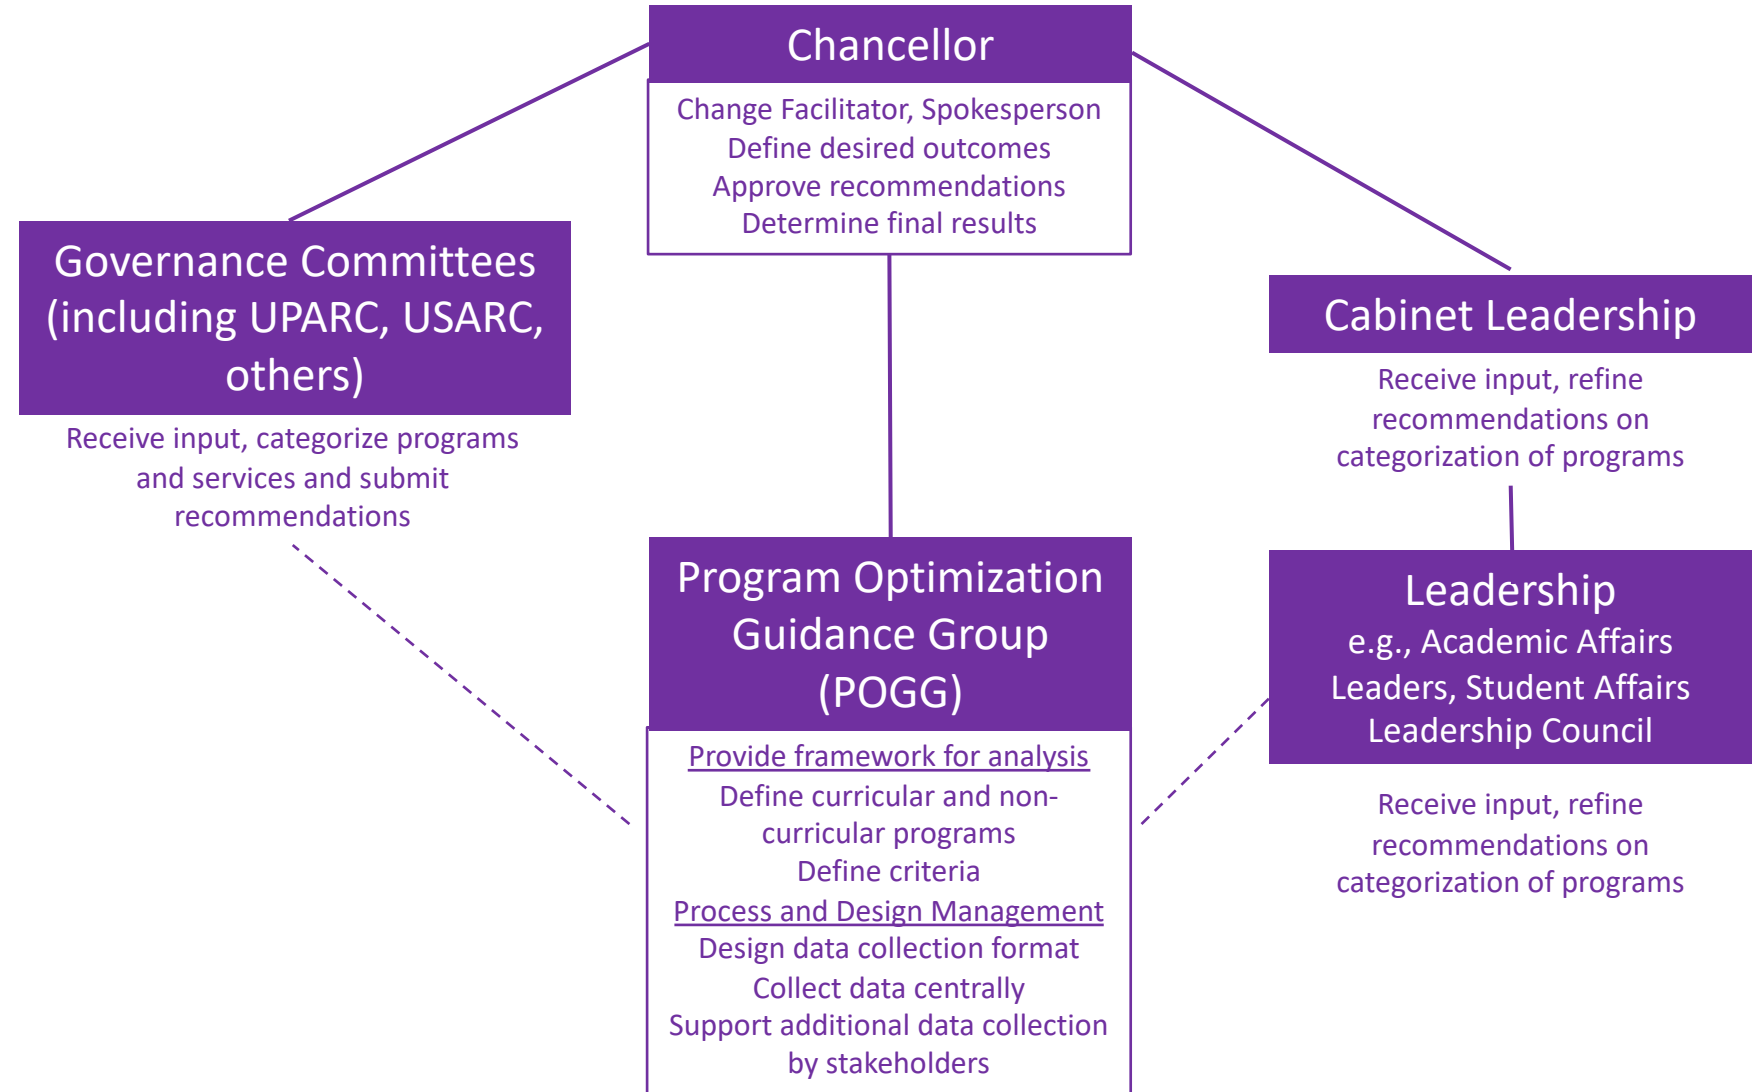 Chancellor
Change Facilitator, Spokesperson
Define desired outcomes
Approve recommendations
Determine final results
Governance Committees
(including UPARC, USARC,
others)
Receive input, categorize programs
and services and submit
recommendations
Cabinet Leadership
Receive input, refine
recommendations on
categorization of programs
Program Optimization
Guidance Group
(POGG)
Provide framework for analysis
Define curricular and non-
curricular programs
Define criteria
Process and Design Management
Design data collection format
Collect data centrally
Support additional data collection
by stakeholders
Leadership
e.g., Academic Affairs
Leaders, Student Affairs
Leadership Council
Receive input, refine
recommendations on
categorization of programs